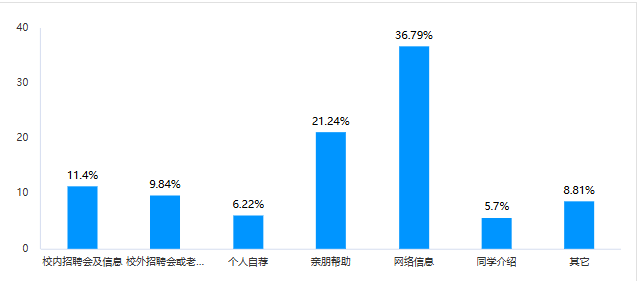 40
30
20
10
0
11.4%
9.84%
6.22%
21.24%
36.79%
5.7%
8.81%
校内招聘会及信息
校外招聘会或老...
个人自荐
亲朋帮助
网络信息
同学介绍
其它